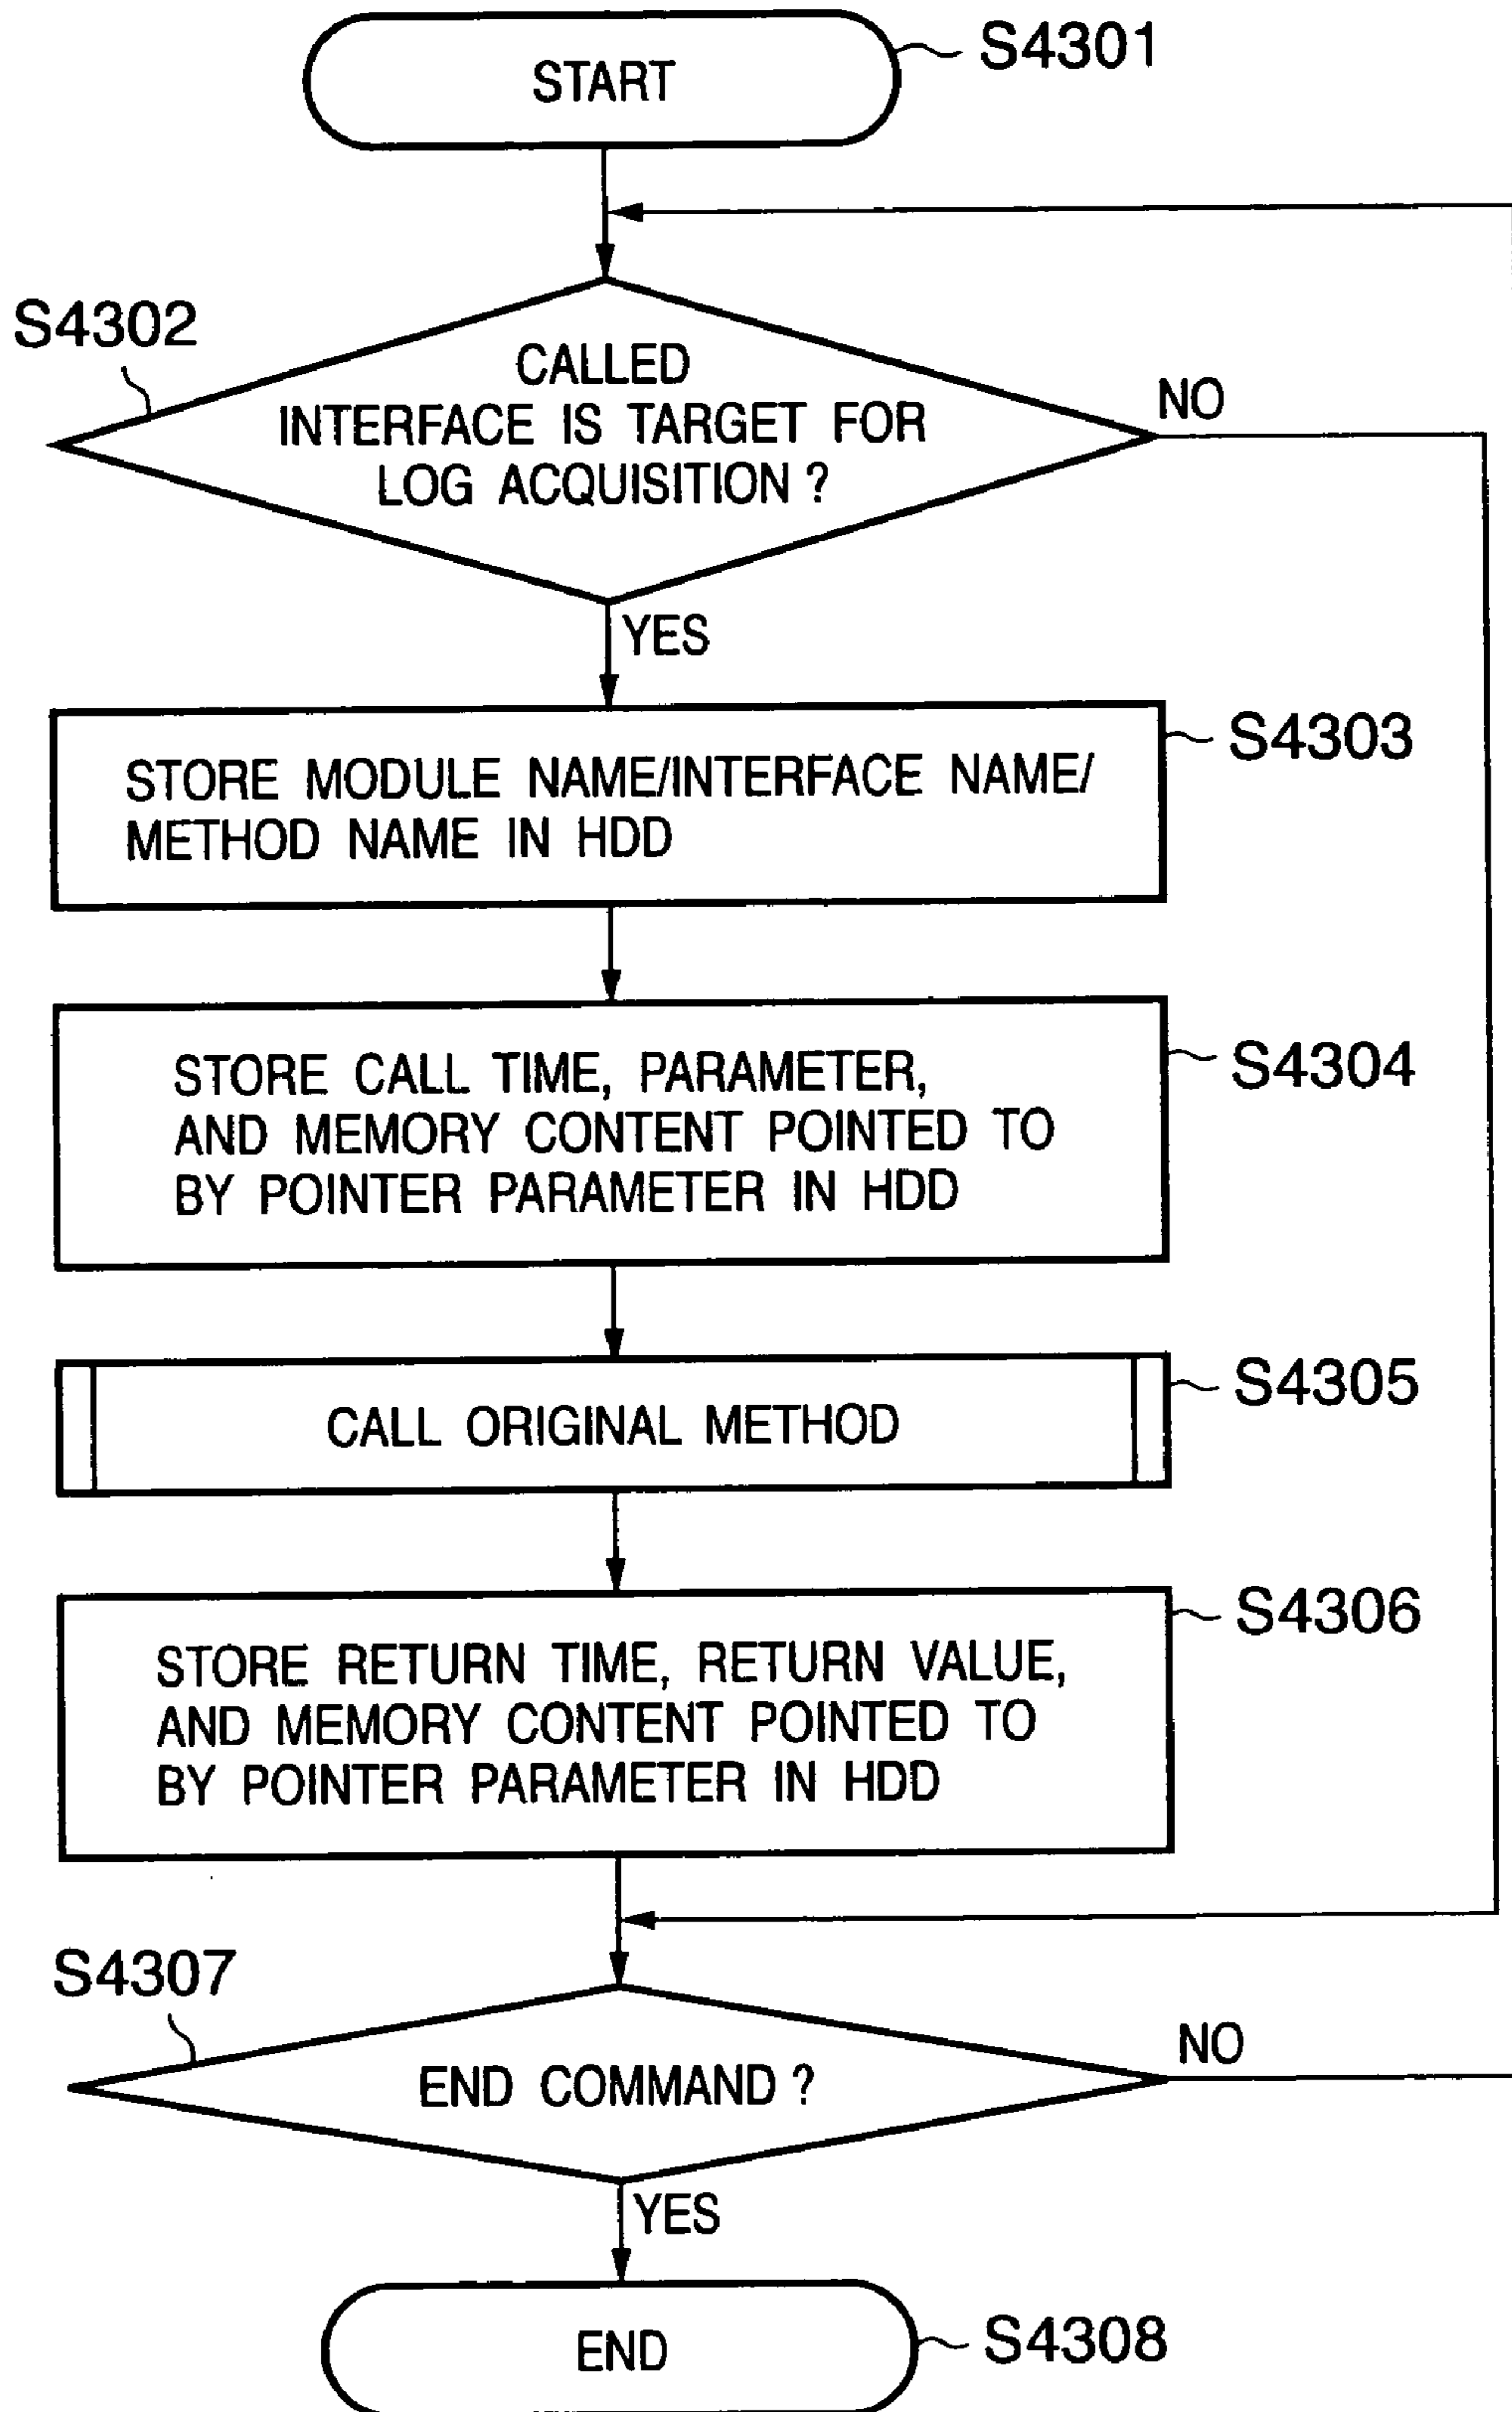 START
S4301
S4302
CALLED
INTERFACE IS TARGET FOR
LOG ACQUISITION ?
NO
YES
S4303
STORE MODULE NAME/INTERFACE NAME/
METHOD NAME IN HDD
S4304
STORE CALL TIME, PARAMETER,
AND MEMORY CONTENT POINTED TO
BY POINTER PARAMETER IN HDD
S4305
CALL ORIGINAL METHOD
S4306
STORE RETURN TIME, RETURN VALUE,
AND MEMORY CONTENT POINTED TO
BY POINTER PARAMETER IN HDD
S4307
END COMMAND ?
NO
YES
END
S4308